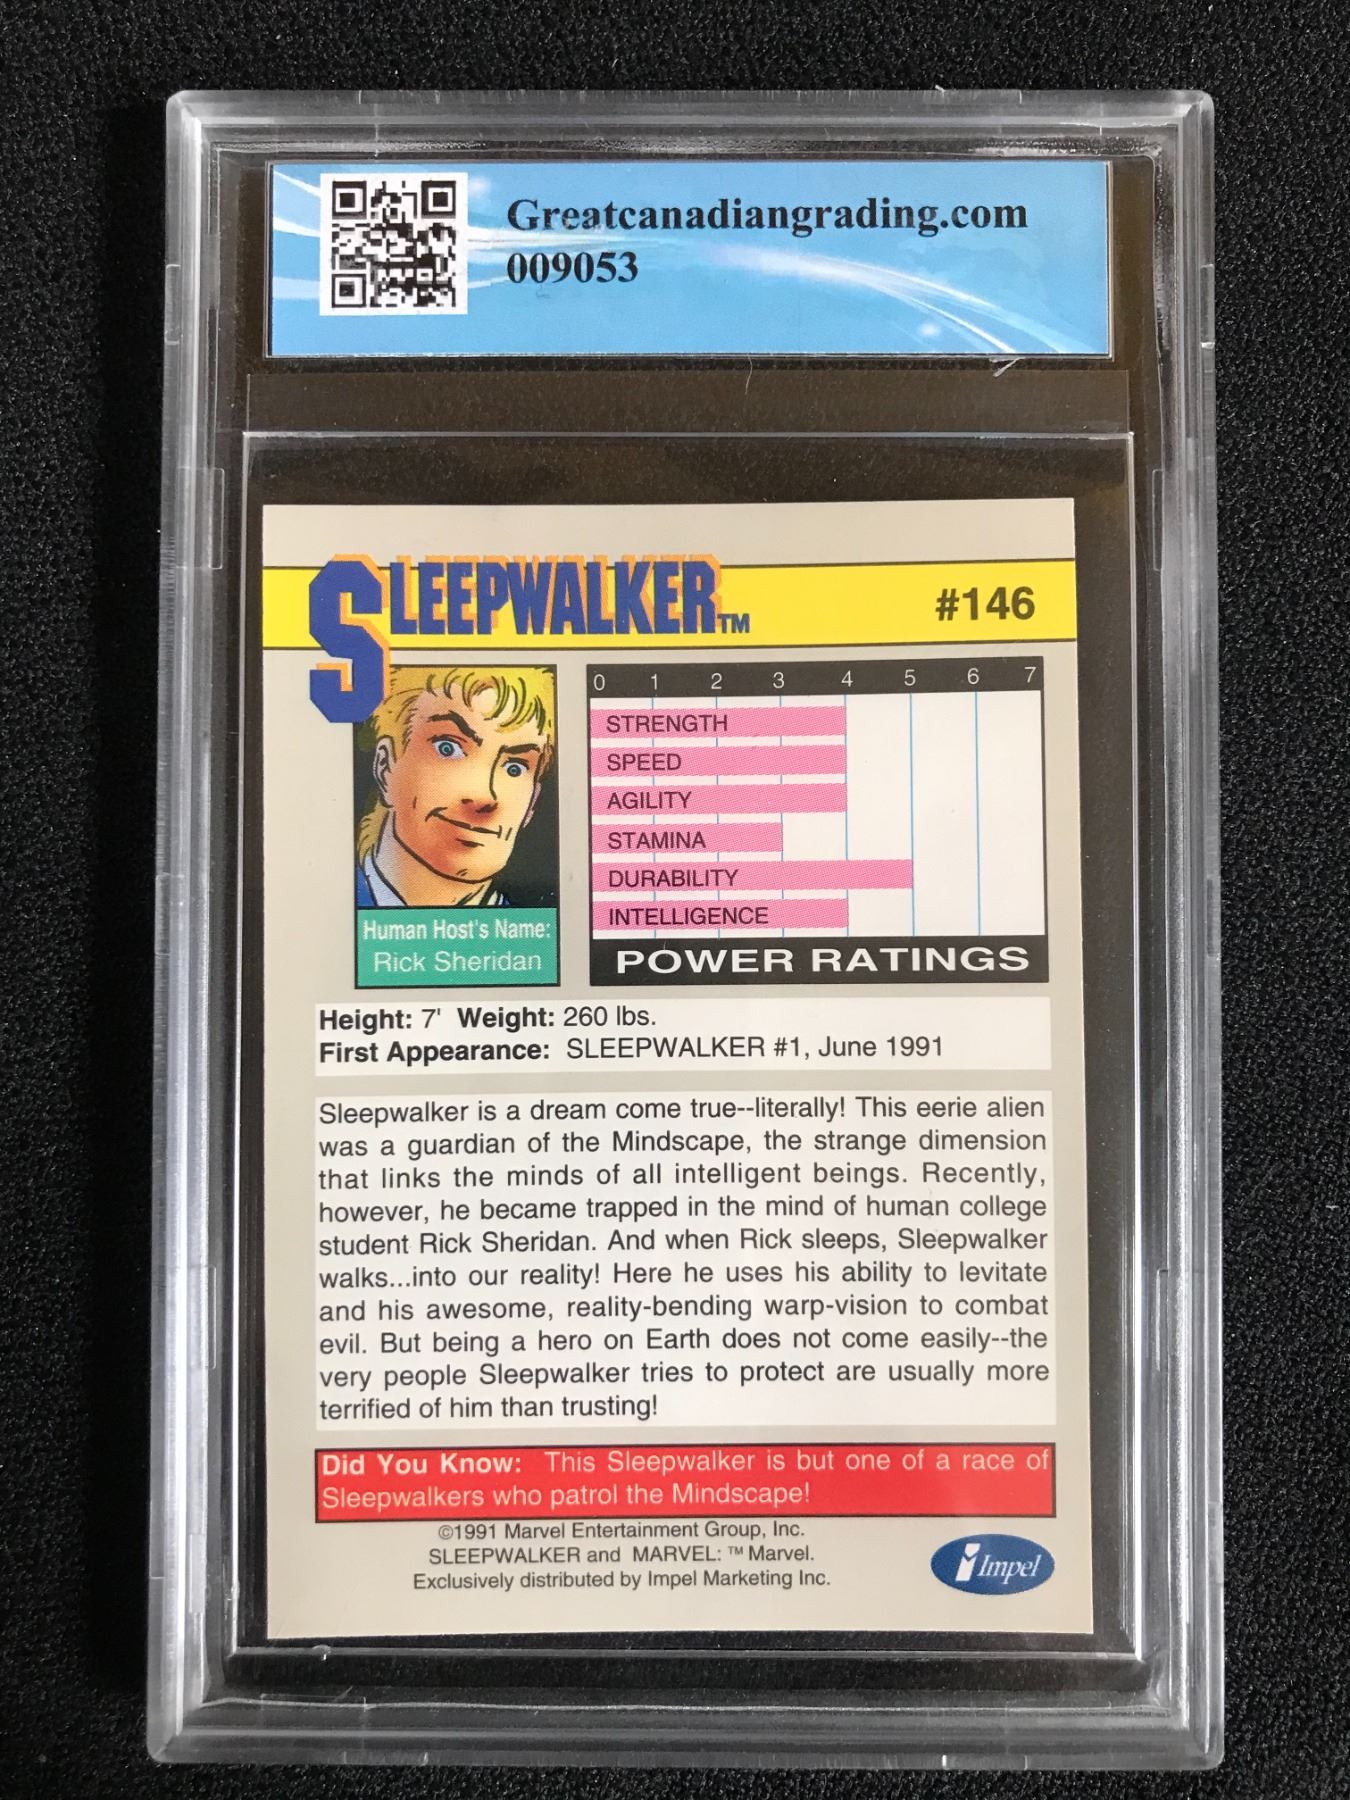 Greatcanadiangrading.com
009053
SLEEPWALKER™
#146
0 1 2 3 4 5 6 7
STRENGTH
SPEED
AGILITY
STAMINA
DURABILITY
INTELLIGENCE
POWER RATINGS
Human Host's Name:
Rick Sheridan
Height: 7' Weight: 260 lbs.
First Appearance: SLEEPWALKER #1, June 1991
Sleepwalker is a dream come true--literally! This eerie alien
was a guardian of the Mindscape, the strange dimension
that links the minds of all intelligent beings. Recently,
however, he became trapped in the mind of human college
student Rick Sheridan. And when Rick sleeps, Sleepwalker
walks...into our reality! Here he uses his ability to levitate
and his awesome, reality-bending warp-vision to combat
evil. But being a hero on Earth does not come easily--the
very people Sleepwalker tries to protect are usually more
terrified of him than trusting!
Did You Know: This Sleepwalker is but one of a race of
Sleepwalkers who patrol the Mindscape!
©1991 Marvel Entertainment Group, Inc.
SLEEPWALKER and MARVEL: ™ Marvel.
Exclusively distributed by Impel Marketing Inc.
Impel